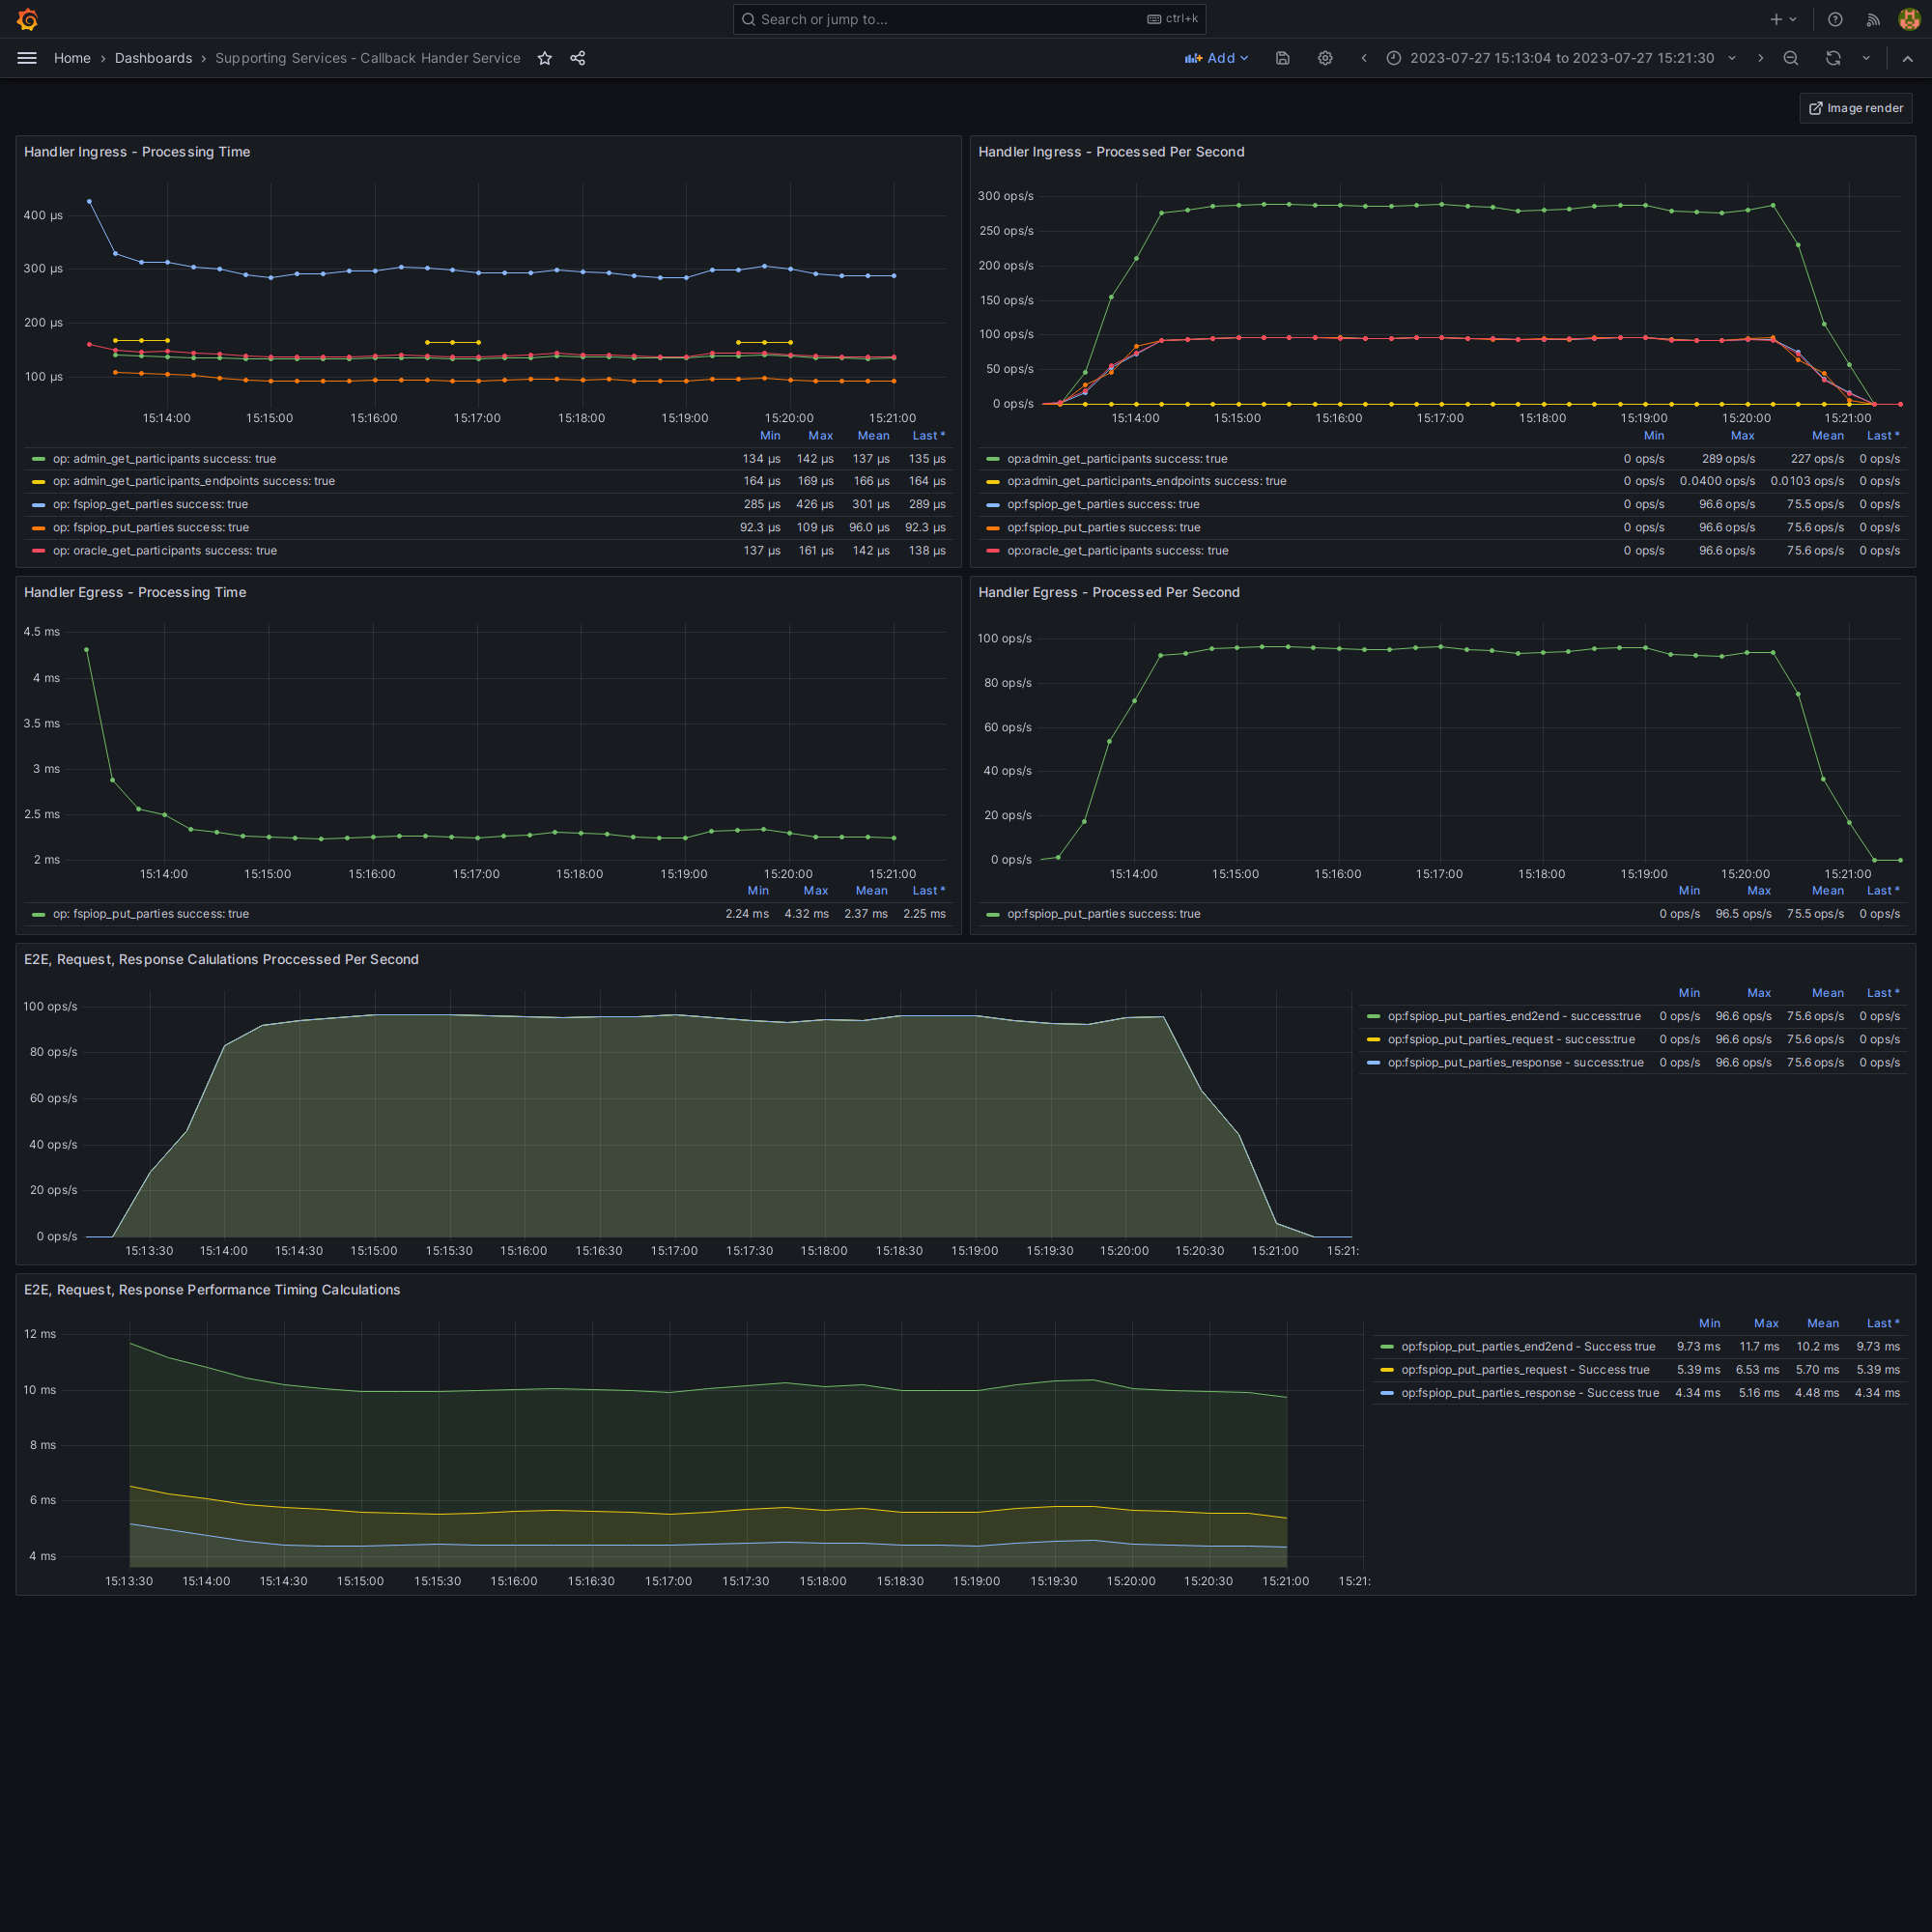 Search or jump to...
ctrl+k
Home
Dashboards
Supporting Services - Callback Hander Service
Add
2023-07-27 15:13:04 to 2023-07-27 15:21:30
Image render
Handler Ingress - Processing Time
400 µs
300 µs
200 µs
100 µs
15:14:00 15:15:00 15:16:00 15:17:00 15:18:00 15:19:00 15:20:00 15:21:00
Min Max Mean Last *
op: admin_get_participants success: true 134 µs 142 µs 137 µs 135 µs
op: admin_get_participants_endpoints success: true 164 µs 169 µs 166 µs 164 µs
op: fspiop_get_parties success: true 285 µs 426 µs 301 µs 289 µs
op: fspiop_put_parties success: true 92.3 µs 109 µs 96.0 µs 92.3 µs
op: oracle_get_participants success: true 137 µs 161 µs 142 µs 138 µs
Handler Ingress - Processed Per Second
300 ops/s
250 ops/s
200 ops/s
150 ops/s
100 ops/s
50 ops/s
0 ops/s
15:14:00 15:15:00 15:16:00 15:17:00 15:18:00 15:19:00 15:20:00 15:21:00
Min Max Mean Last *
op:admin_get_participants success: true 0 ops/s 289 ops/s 227 ops/s 0 ops/s
op:admin_get_participants_endpoints success: true 0 ops/s 0.0400 ops/s 0.0103 ops/s 0 ops/s
op:fspiop_get_parties success: true 0 ops/s 96.6 ops/s 75.5 ops/s 0 ops/s
op:fspiop_put_parties success: true 0 ops/s 96.6 ops/s 75.6 ops/s 0 ops/s
op:oracle_get_participants success: true 0 ops/s 96.6 ops/s 75.6 ops/s 0 ops/s
Handler Egress - Processing Time
4.5 ms
4 ms
3.5 ms
3 ms
2.5 ms
2 ms
15:14:00 15:15:00 15:16:00 15:17:00 15:18:00 15:19:00 15:20:00 15:21:00
Min Max Mean Last *
op: fspiop_put_parties success: true 2.24 ms 4.32 ms 2.37 ms 2.25 ms
Handler Egress - Processed Per Second
100 ops/s
80 ops/s
60 ops/s
40 ops/s
20 ops/s
0 ops/s
15:14:00 15:15:00 15:16:00 15:17:00 15:18:00 15:19:00 15:20:00 15:21:00
Min Max Mean Last *
op:fspiop_put_parties success: true 0 ops/s 96.5 ops/s 75.5 ops/s 0 ops/s
E2E, Request, Response Calulations Proccessed Per Second
100 ops/s
80 ops/s
60 ops/s
40 ops/s
20 ops/s
0 ops/s
15:13:30 15:14:00 15:14:30 15:15:00 15:15:30 15:16:00 15:16:30 15:17:00 15:17:30 15:18:00 15:18:30 15:19:00 15:19:30 15:20:00 15:20:30 15:21:00 15:21:
Min Max Mean Last *
op:fspiop_put_parties_end2end - success:true 0 ops/s 96.6 ops/s 75.6 ops/s 0 ops/s
op:fspiop_put_parties_request - success:true 0 ops/s 96.6 ops/s 75.6 ops/s 0 ops/s
op:fspiop_put_parties_response - success:true 0 ops/s 96.6 ops/s 75.6 ops/s 0 ops/s
E2E, Request, Response Performance Timing Calculations
12 ms
10 ms
8 ms
6 ms
4 ms
15:13:30 15:14:00 15:14:30 15:15:00 15:15:30 15:16:00 15:16:30 15:17:00 15:17:30 15:18:00 15:18:30 15:19:00 15:19:30 15:20:00 15:20:30 15:21:00 15:21:
Min Max Mean Last *
op:fspiop_put_parties_end2end - Success true 9.73 ms 11.7 ms 10.2 ms 9.73 ms
op:fspiop_put_parties_request - Success true 5.39 ms 6.53 ms 5.70 ms 5.39 ms
op:fspiop_put_parties_response - Success true 4.34 ms 5.16 ms 4.48 ms 4.34 ms